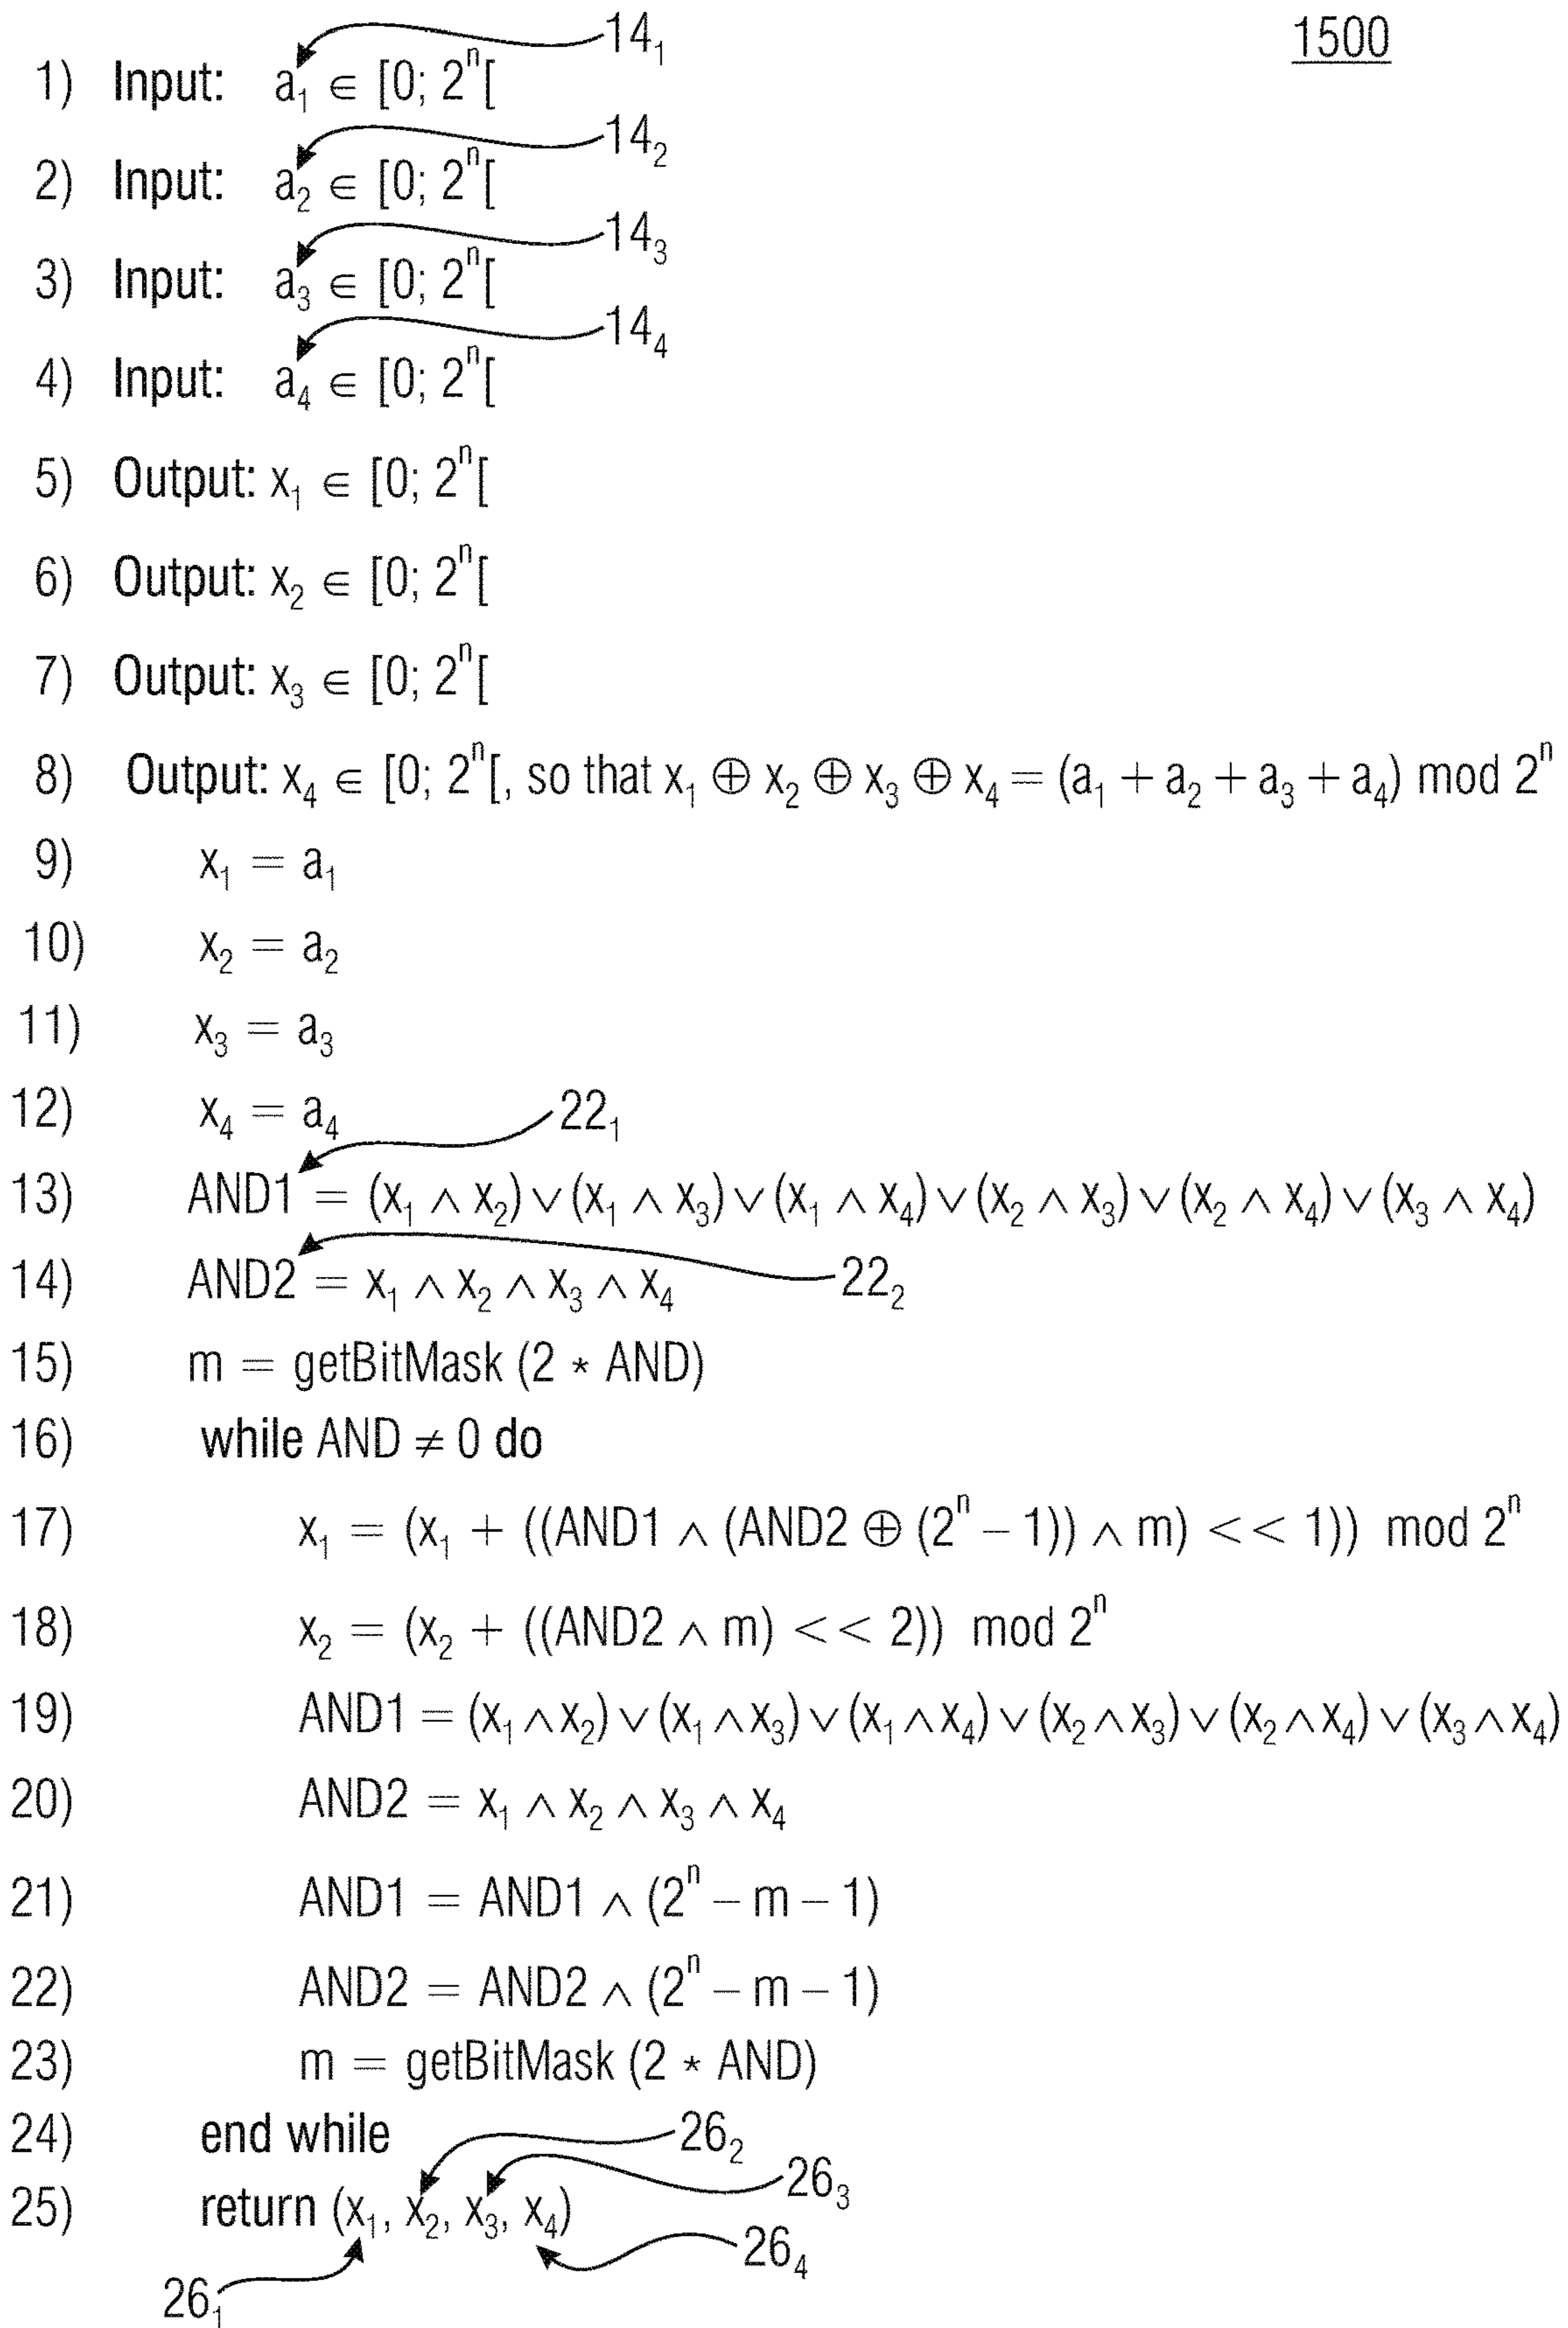 1500
14₁
1) Input: a₁ ∈ [0; 2ⁿ[
14₂
2) Input: a₂ ∈ [0; 2ⁿ[
14₃
3) Input: a₃ ∈ [0; 2ⁿ[
14₄
4) Input: a₄ ∈ [0; 2ⁿ[
5) Output: x₁ ∈ [0; 2ⁿ[
6) Output: x₂ ∈ [0; 2ⁿ[
7) Output: x₃ ∈ [0; 2ⁿ[
8) Output: x₄ ∈ [0; 2ⁿ[, so that x₁ ⊕ x₂ ⊕ x₃ ⊕ x₄ = (a₁ + a₂ + a₃ + a₄) mod 2ⁿ
9) x₁ = a₁
10) x₂ = a₂
11) x₃ = a₃
12) x₄ = a₄
22₁
13) AND1 = (x₁ ∧ x₂) ∨ (x₁ ∧ x₃) ∨ (x₁ ∧ x₄) ∨ (x₂ ∧ x₃) ∨ (x₂ ∧ x₄) ∨ (x₃ ∧ x₄)
14) AND2 = x₁ ∧ x₂ ∧ x₃ ∧ x₄
22₂
15) m = getBitMask (2 * AND)
16) while AND ≠ 0 do
17) x₁ = (x₁ + ((AND1 ∧ (AND2 ⊕ (2ⁿ – 1)) ∧ m) < < 1)) mod 2ⁿ
18) x₂ = (x₂ + ((AND2 ∧ m) < < 2)) mod 2ⁿ
19) AND1 = (x₁ ∧ x₂) ∨ (x₁ ∧ x₃) ∨ (x₁ ∧ x₄) ∨ (x₂ ∧ x₃) ∨ (x₂ ∧ x₄) ∨ (x₃ ∧ x₄)
20) AND2 = x₁ ∧ x₂ ∧ x₃ ∧ x₄
21) AND1 = AND1 ∧ (2ⁿ – m – 1)
22) AND2 = AND2 ∧ (2ⁿ – m – 1)
23) m = getBitMask (2 * AND)
24) end while
26₂
26₃
25) return (x₁, x₂, x₃, x₄)
26₄
26₁